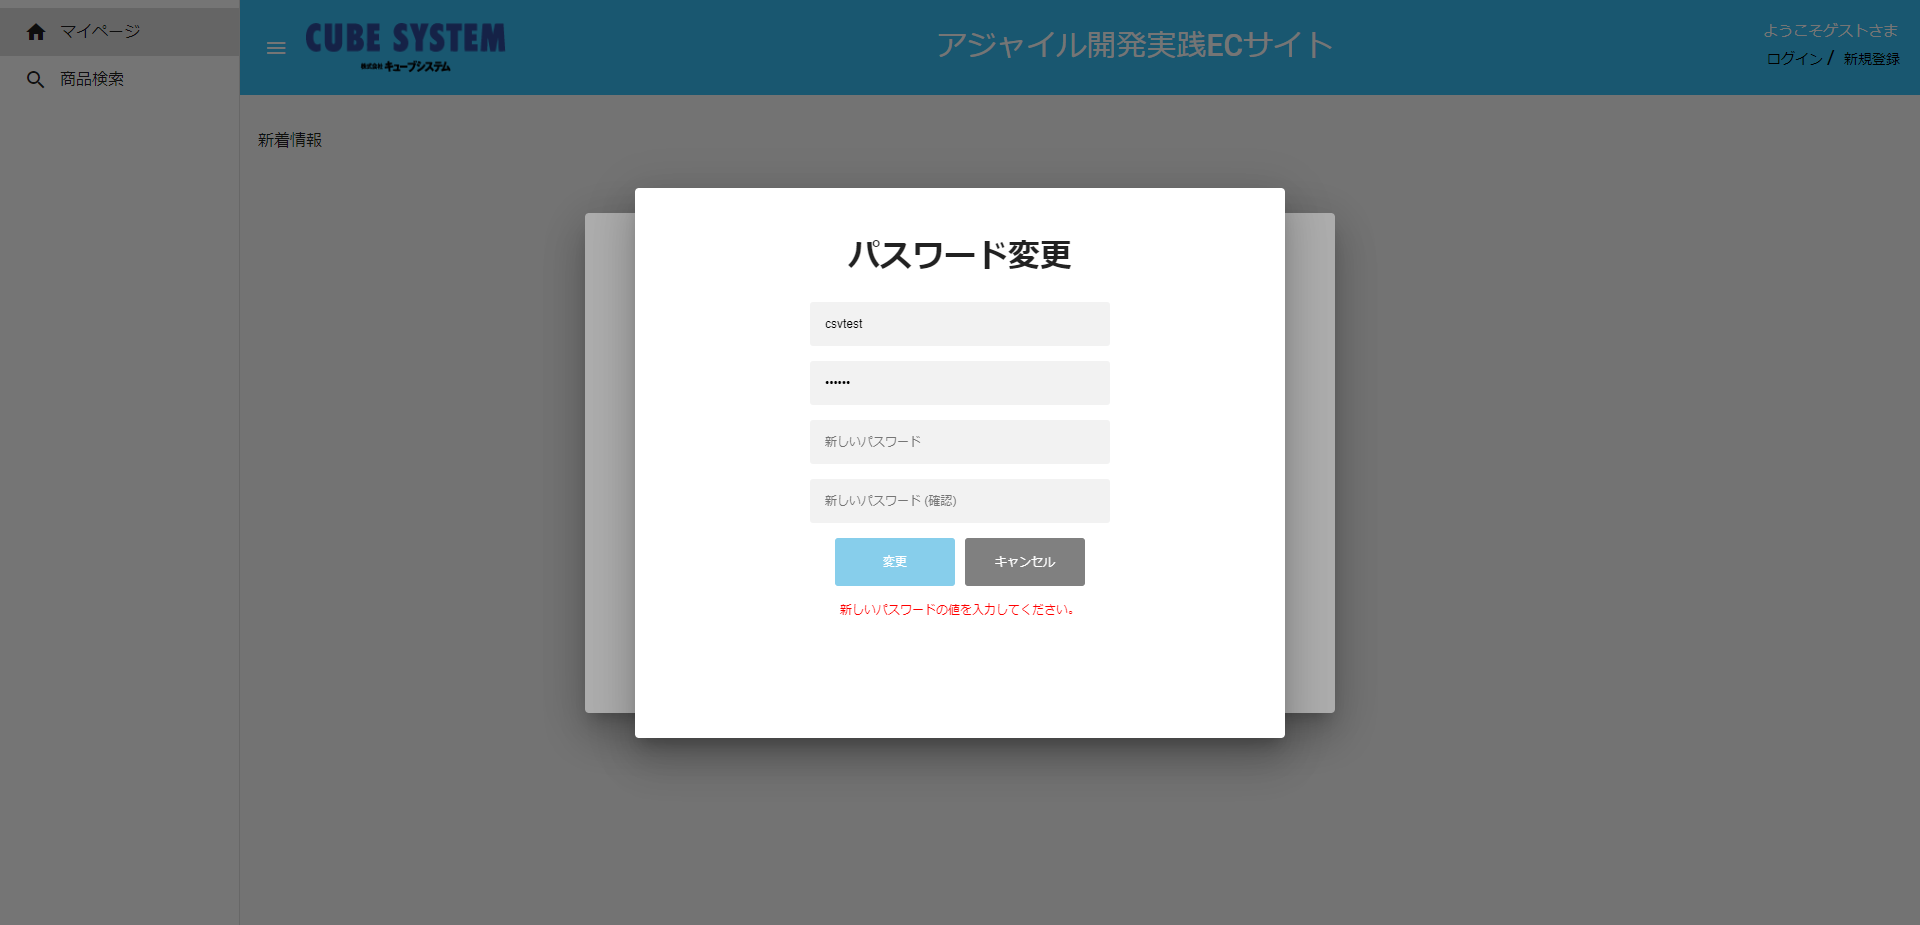 マイページ
商品検索
CUBE SYSTEM
株式会社 キューブシステム
アジャイル開発実践ECサイト
ようこそゲストさま
ログイン / 新規登録
新着情報
パスワード変更
csvtest
••••••
新しいパスワード
新しいパスワード (確認)
変更
キャンセル
新しいパスワードの値を入力してください。